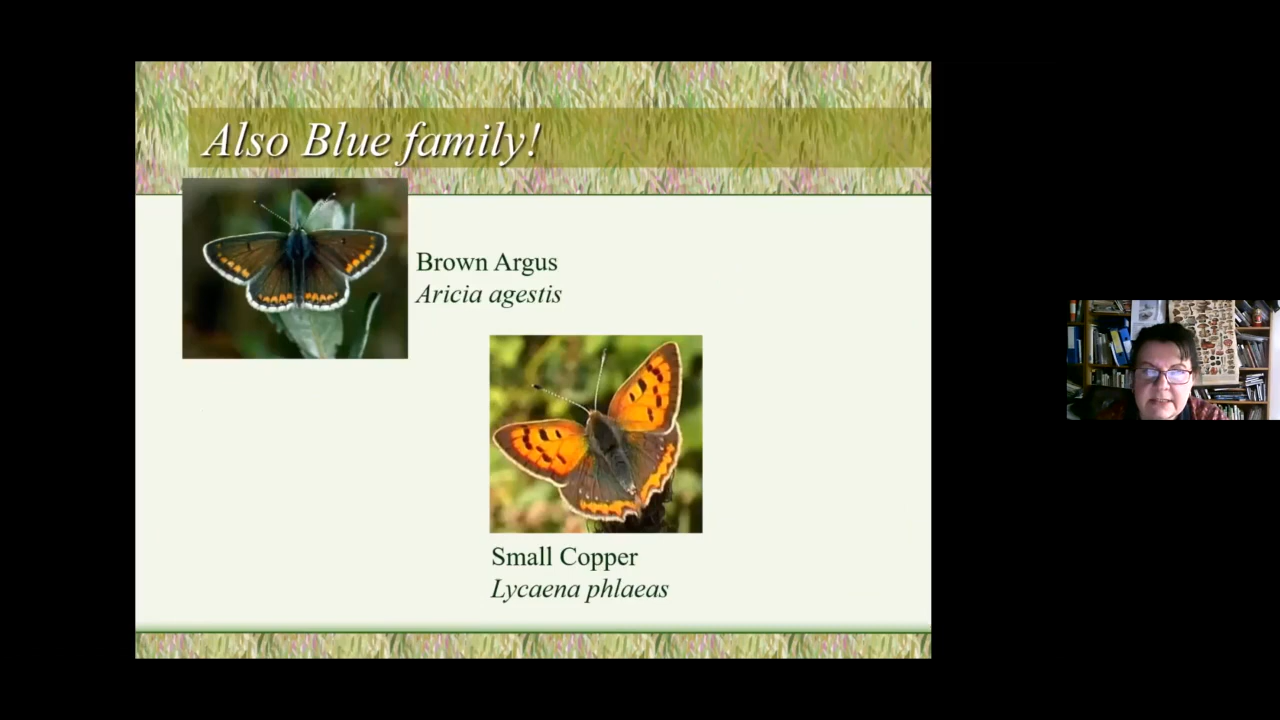 Also Blue family!
Brown Argus
Aricia agestis
Small Copper
Lycaena phlaeas